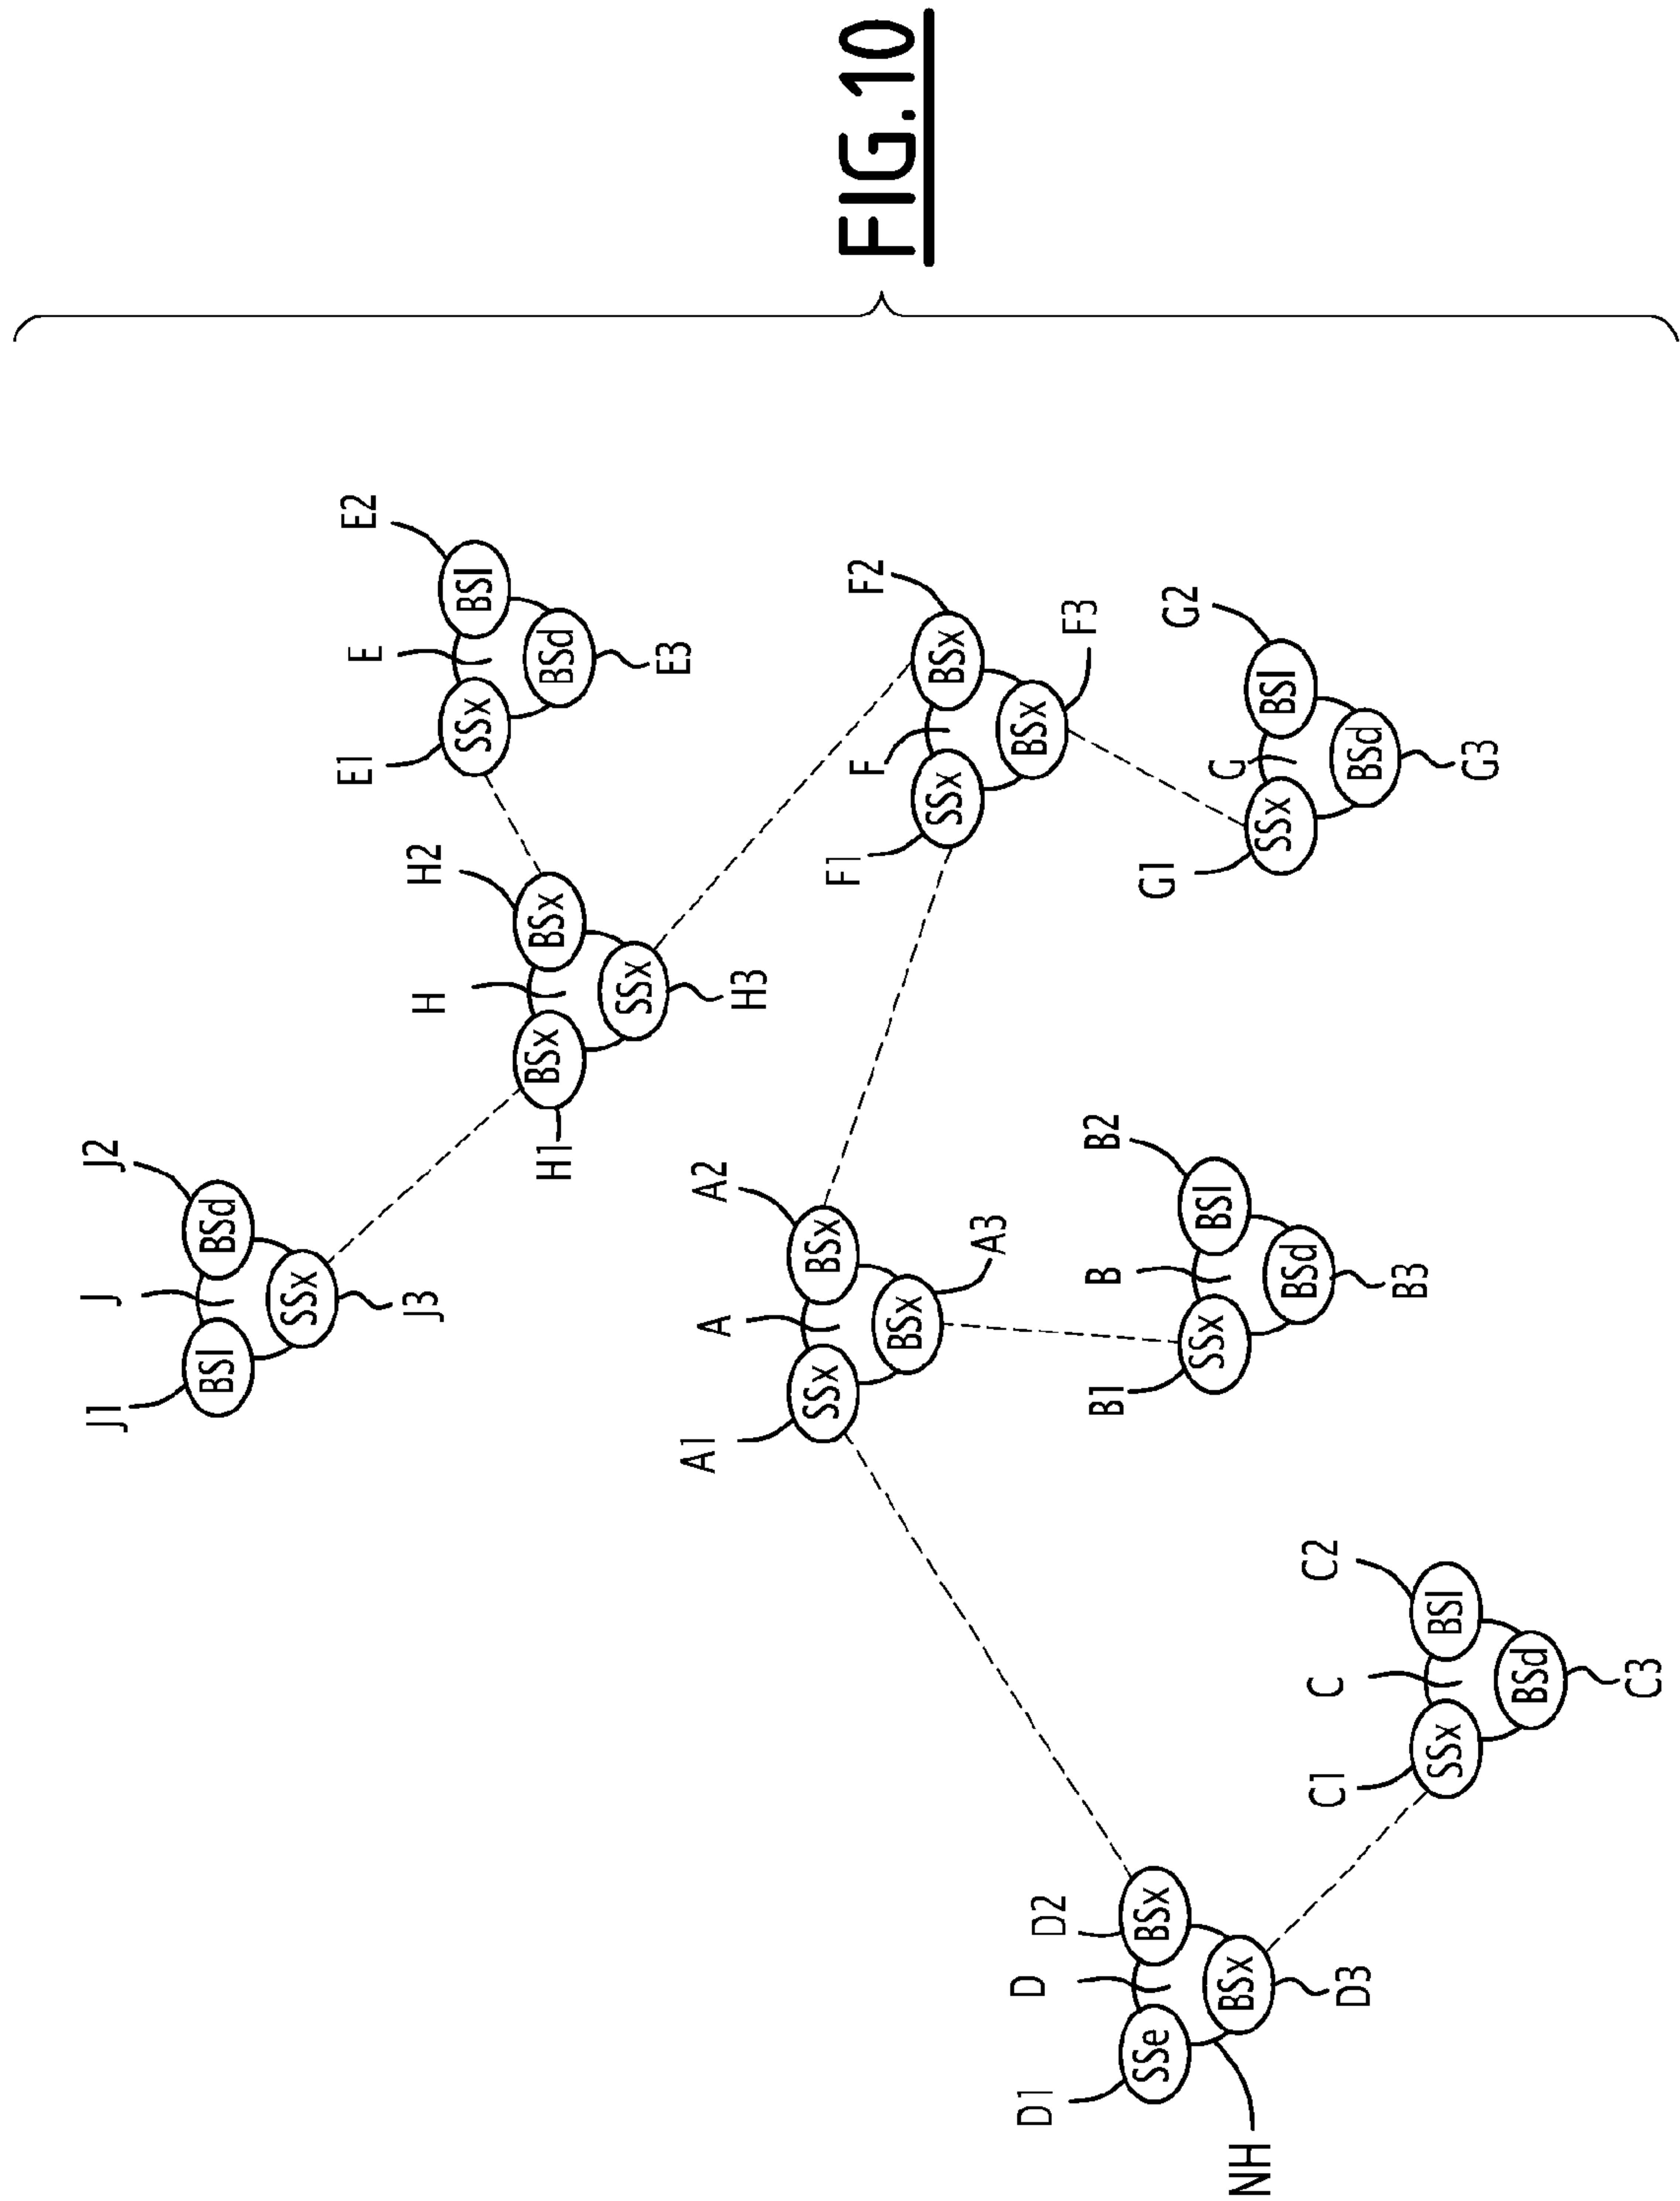 J1
J
J2
BSl
BSd
SSx
J3
E1
E
E2
SSx
BSl
BSd
E3
H1
H
H2
BSx
BSx
SSx
H3
A1
A
A2
SSx
BSx
BSx
A3
F1
F
F2
SSx
BSx
BSx
F3
D1
D
D2
SSe
BSx
BSx
D3
NH
B1
B
B2
SSx
BSl
BSd
B3
G1
G
G2
SSx
BSl
BSd
G3
C1
C
C2
SSx
BSl
BSd
C3
FIG.10